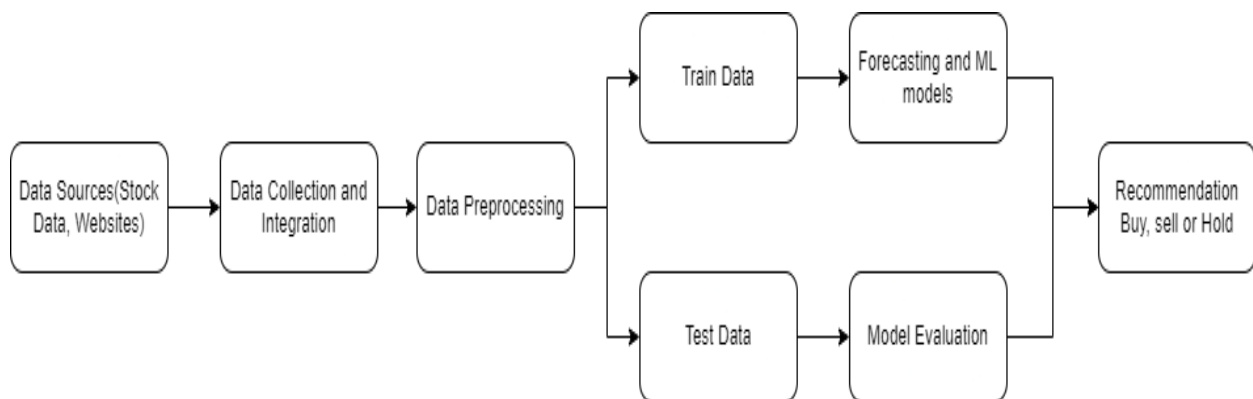 Data Sources(Stock
Data, Websites)
Data Collection and
Integration
Data Preprocessing
Train Data
Forecasting and ML
models
Test Data
Model Evaluation
Recommendation
Buy, sell or Hold